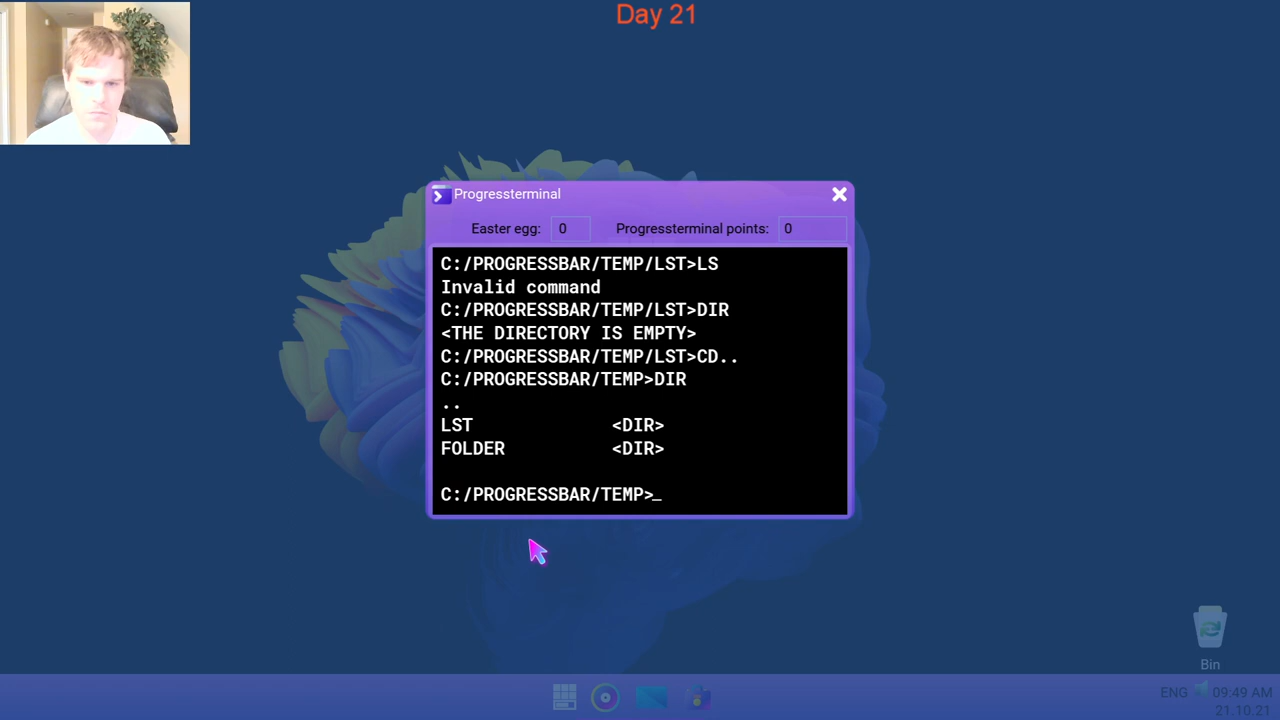 Day 21
Progressterminal
Easter egg: 0 Progressterminal points: 0
C:/PROGRESSBAR/TEMP/LST>LS
Invalid command
C:/PROGRESSBAR/TEMP/LST>DIR
<THE DIRECTORY IS EMPTY>
C:/PROGRESSBAR/TEMP/LST>CD..
C:/PROGRESSBAR/TEMP>DIR
..
LST <DIR>
FOLDER <DIR>
C:/PROGRESSBAR/TEMP>_
Bin
ENG 09:49 AM
21.10.21